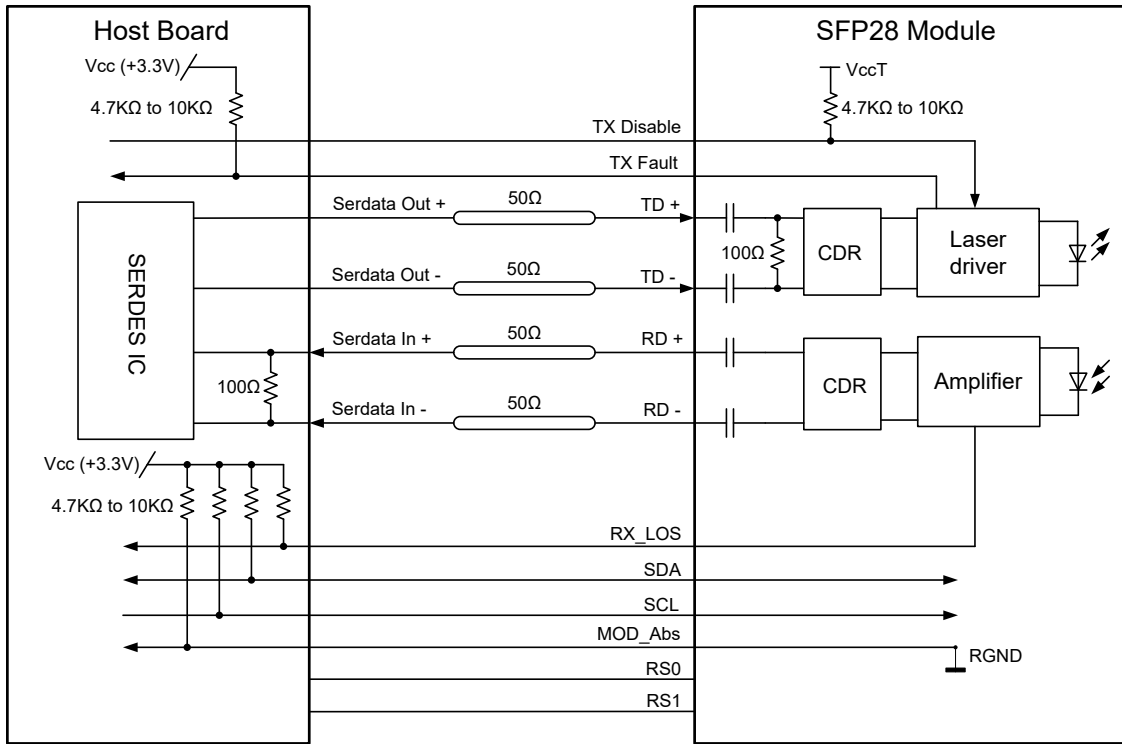 Host Board
SFP28 Module
Vcc (+3.3V)
4.7KΩ to 10KΩ
VccT
4.7KΩ to 10KΩ
TX Disable
TX Fault
SERDES IC
Serdata Out +
50Ω
TD +
Serdata Out -
50Ω
TD -
100Ω
CDR
Laser
driver
Serdata In +
50Ω
RD +
100Ω
Serdata In -
50Ω
RD -
CDR
Amplifier
Vcc (+3.3V)
4.7KΩ to 10KΩ
RX_LOS
SDA
SCL
MOD_Abs
RGND
RS0
RS1